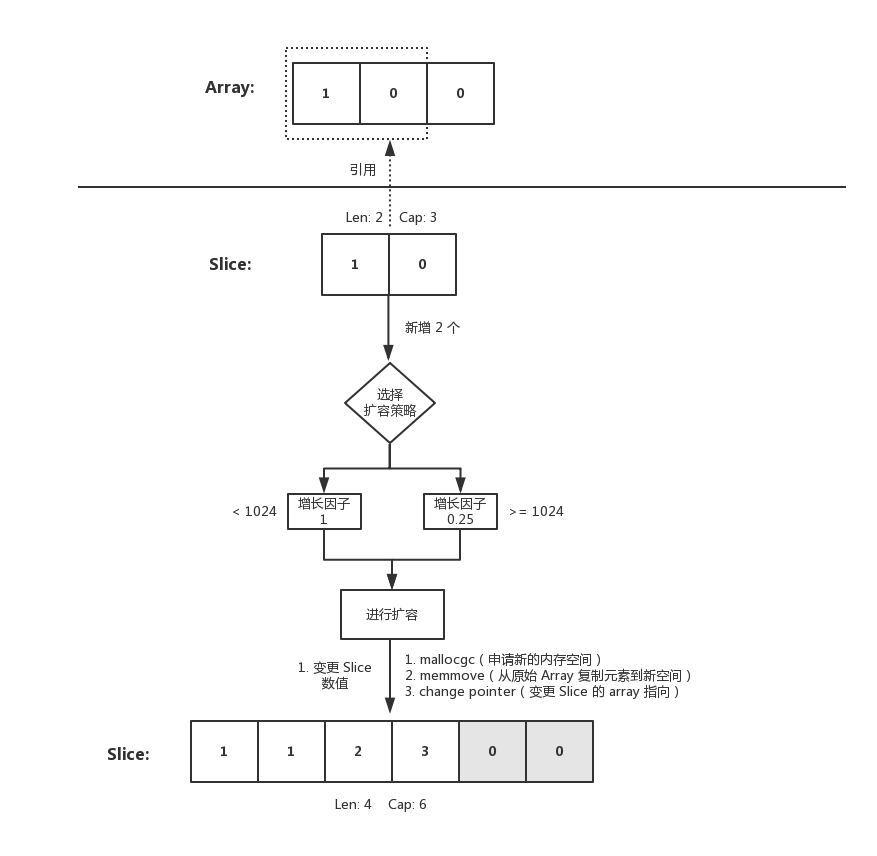 Array:
1 0 0
引用
Len: 2 Cap: 3
Slice:
1 0
新增 2 个
选择
扩容策略
< 1024
增长因子
1
增长因子
0.25
>= 1024
进行扩容
1. 变更 Slice
数值
1. mallocgc（申请新的内存空间）
2. memmove（从原始 Array 复制元素到新空间）
3. change pointer（变更 Slice 的 array 指向）
Slice:
1 1 2 3 0 0
Len: 4 Cap: 6